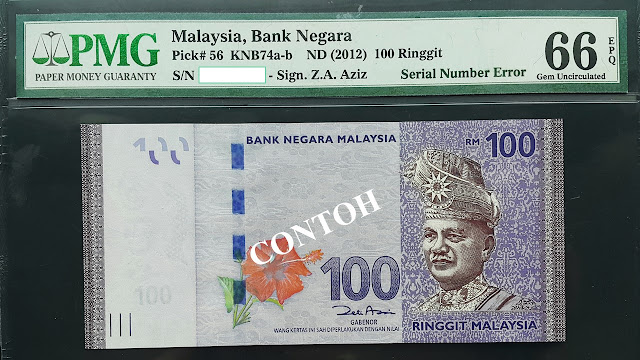 PMG
PAPER MONEY GUARANTY
Malaysia, Bank Negara
Pick# 56 KNB74a-b ND (2012) 100 Ringgit
S/N - Sign. Z.A. Aziz
Serial Number Error
66 EPQ
Gem Uncirculated
100
BANK NEGARA MALAYSIA
RM 100
CONTOH
100
100
GABENOR
WANG KERTAS INI SAH DIPERLAKUKAN DENGAN NILAI
RINGGIT MALAYSIA